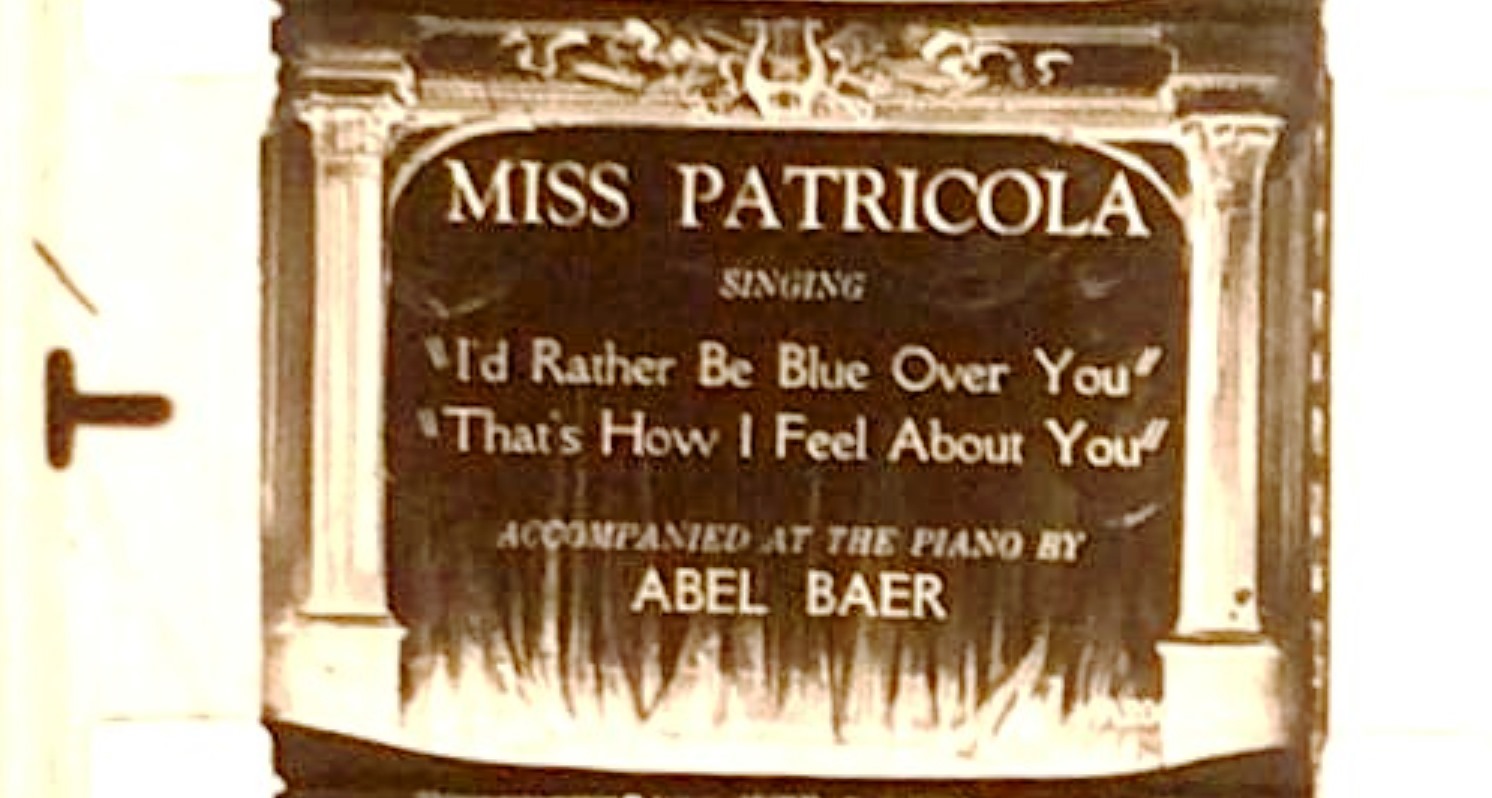 MISS PATRICOLA
SINGING
"I'd Rather Be Blue Over You"
"That's How I Feel About You"
ACCOMPANIED AT THE PIANO BY
ABEL BAER
T